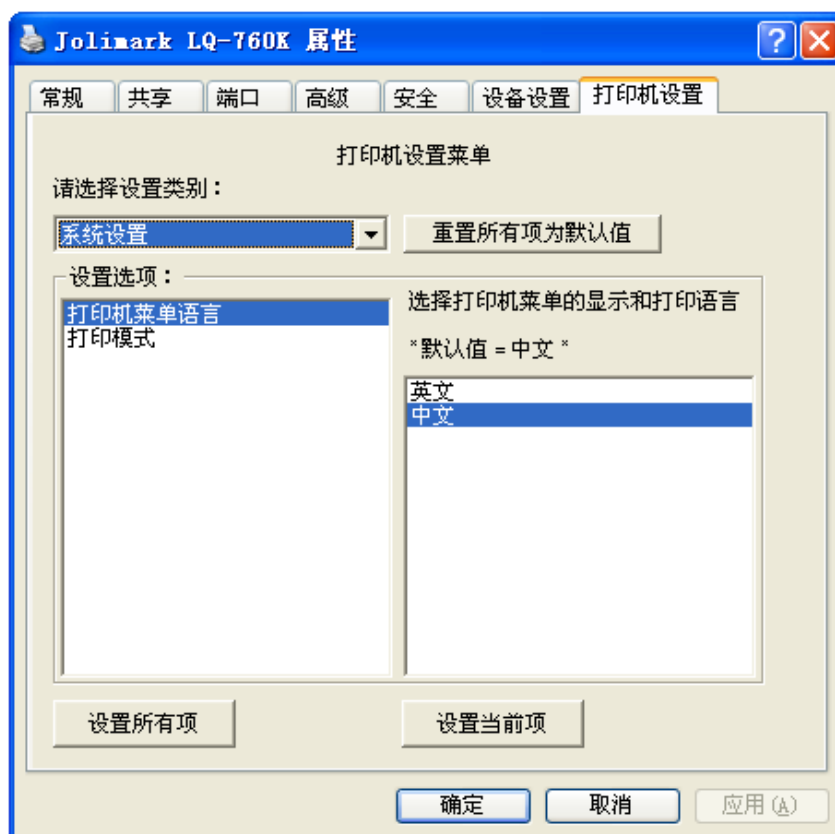 Jolimark LQ-760K 属性
常规 共享 端口 高级 安全 设备设置 打印机设置
打印机设置菜单
请选择设置类别：
系统设置 重置所有项为默认值
设置选项：
选择打印机菜单的显示和打印语言
打印机菜单语言
打印模式
*默认值 = 中文 *
英文
中文
设置所有项 设置当前项
确定 取消 应用(A)